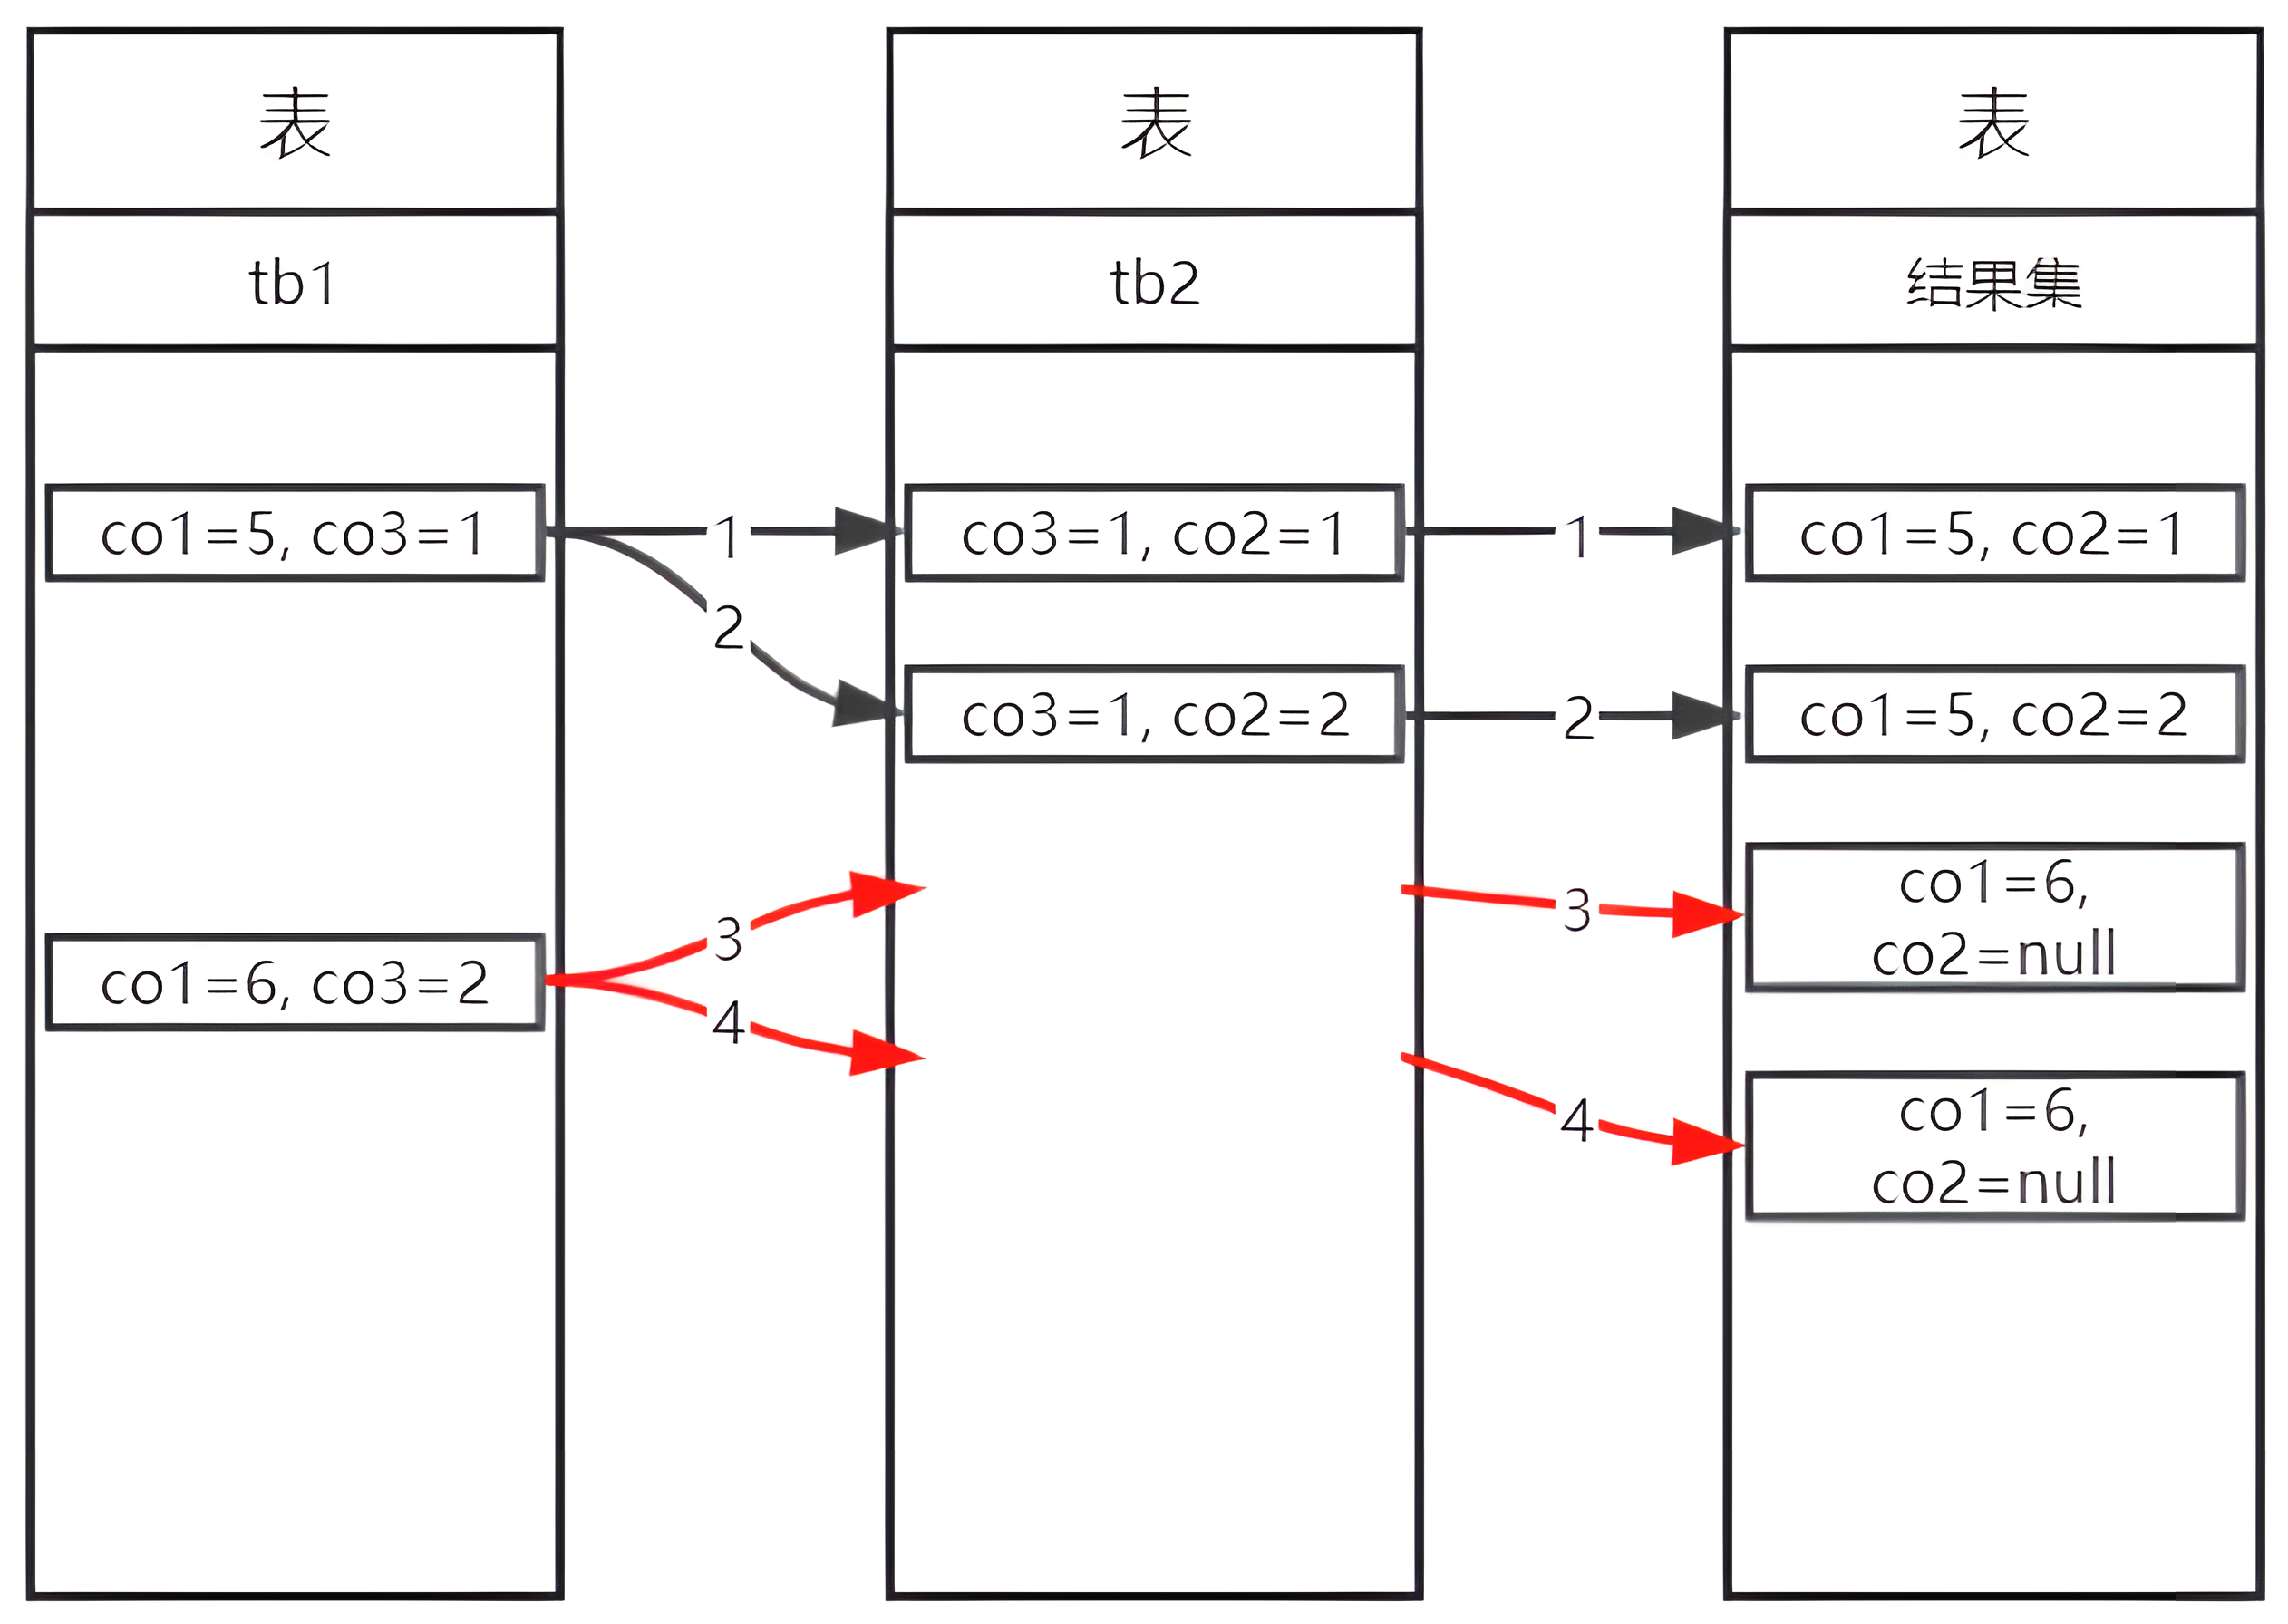 表
tb1
co1=5, co3=1
co1=6, co3=2
1
2
3
4
表
tb2
co3=1, co2=1
co3=1, co2=2
1
2
3
4
表
结果集
co1=5, co2=1
co1=5, co2=2
co1=6,
co2=null
co1=6,
co2=null